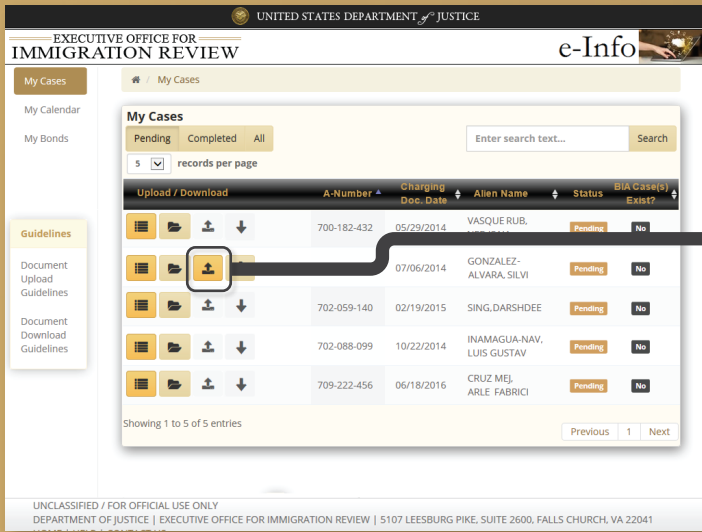 UNITED STATES DEPARTMENT of JUSTICE
EXECUTIVE OFFICE FOR
IMMIGRATION REVIEW
e-Info
My Cases
My Calendar
My Bonds
/ My Cases
My Cases
Pending Completed All
Enter search text... Search
5 records per page
Upload / Download A-Number Charging Doc. Date Alien Name Status BIA Case(s) Exist?
700-182-432 05/29/2014 VASQUE RUB, Pending No
07/06/2014 GONZALEZ-ALVARA, SILVI Pending No
702-059-140 02/19/2015 SING,DARSHDEE Pending No
702-088-099 10/22/2014 INAMAGUA-NAV, LUIS GUSTAV Pending No
709-222-456 06/18/2016 CRUZ MEJ, ARLE FABRICI Pending No
Showing 1 to 5 of 5 entries
Previous 1 Next
Guidelines
Document
Upload
Guidelines
Document
Download
Guidelines
UNCLASSIFIED / FOR OFFICIAL USE ONLY
DEPARTMENT OF JUSTICE | EXECUTIVE OFFICE FOR IMMIGRATION REVIEW | 5107 LEESBURG PIKE, SUITE 2600, FALLS CHURCH, VA 22041
HOME | HELP | CONTACT US